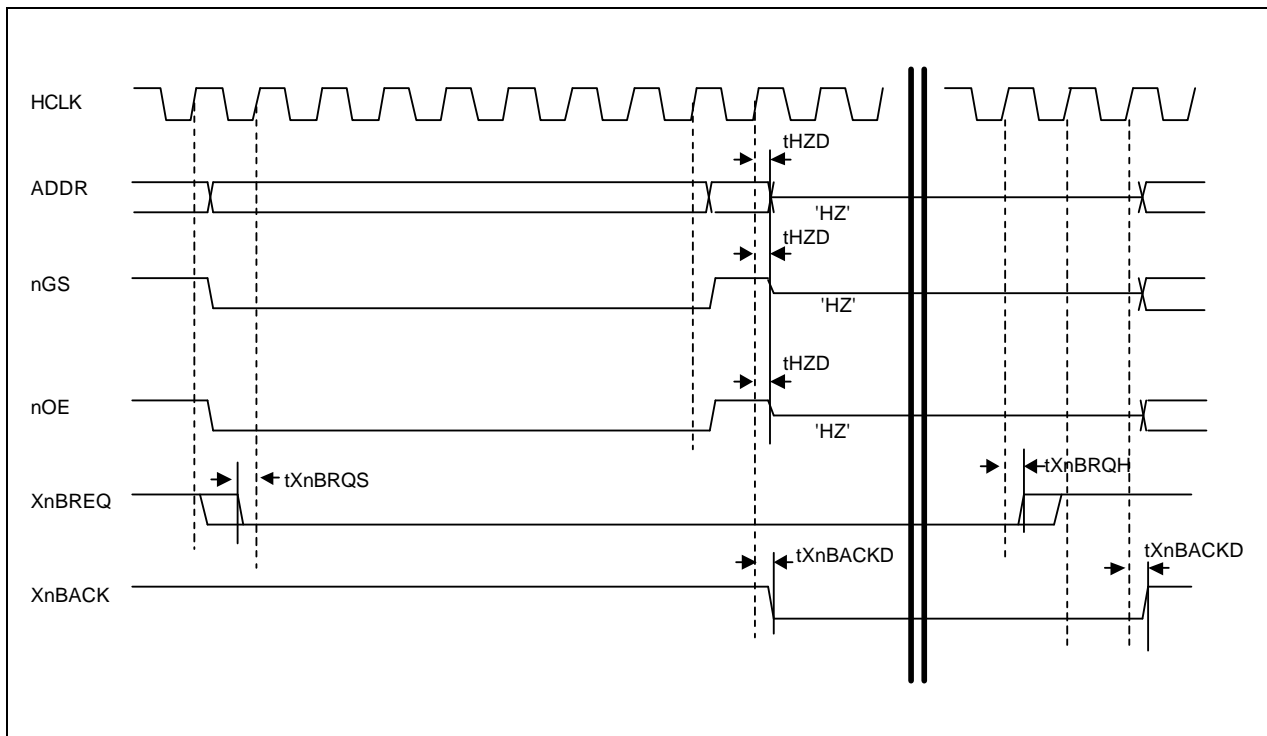 HCLK
tHZD
ADDR
'HZ'
tHZD
nGS
'HZ'
tHZD
nOE
'HZ'
tXnBRQS
tXnBRQH
XnBREQ
tXnBACKD
tXnBACKD
XnBACK